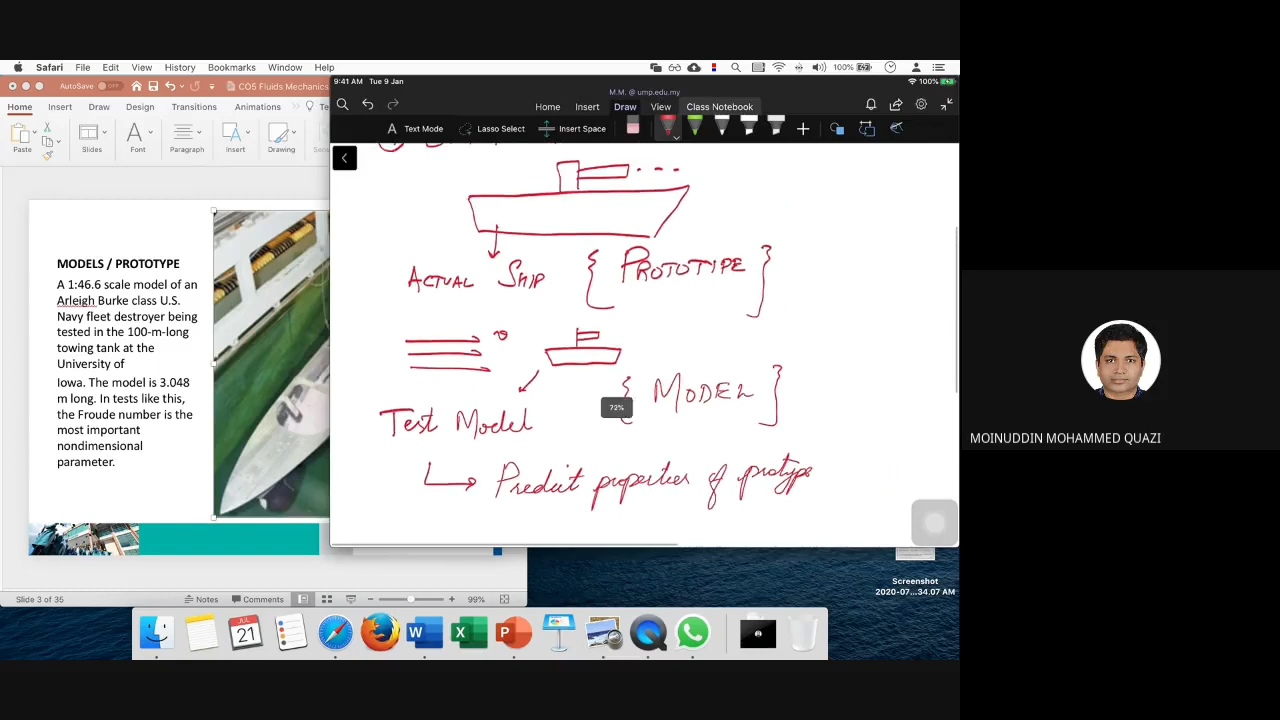 Safari File Edit View History Bookmarks Window Help 100%
AutoSave OFF CO5 Fluids Mechanics
Home Insert Draw Design Transitions Animations
Paste Slides Font Paragraph Insert Drawing
MODELS / PROTOTYPE
A 1:46.6 scale model of an
Arleigh Burke class U.S.
Navy fleet destroyer being
tested in the 100-m-long
towing tank at the
University of
Iowa. The model is 3.048
m long. In tests like this,
the Froude number is the
most important
nondimensional
parameter.
Slide 3 of 35 Notes Comments 99%
9:41 AM Tue 9 Jan 100%
M.M. @ ump.edu.my
Home Insert Draw View Class Notebook
Text Mode Lasso Select Insert Space
ACTUAL SHIP { PROTOTYPE }
{ MODEL }
72%
Test Model
Predict properties of protype
Screenshot
2020-07...34.07 AM
JUL
21
MOINUDDIN MOHAMMED QUAZI